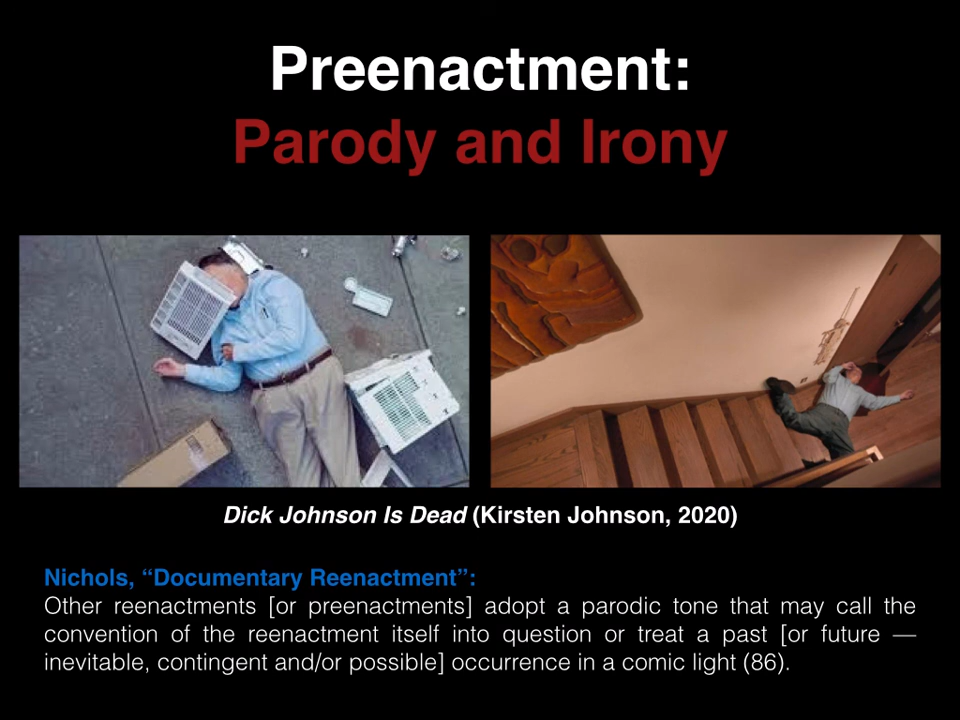 Preenactment:
Parody and Irony
Dick Johnson Is Dead (Kirsten Johnson, 2020)
Nichols, “Documentary Reenactment”:
Other reenactments [or preenactments] adopt a parodic tone that may call the
convention of the reenactment itself into question or treat a past [or future —
inevitable, contingent and/or possible] occurrence in a comic light (86).